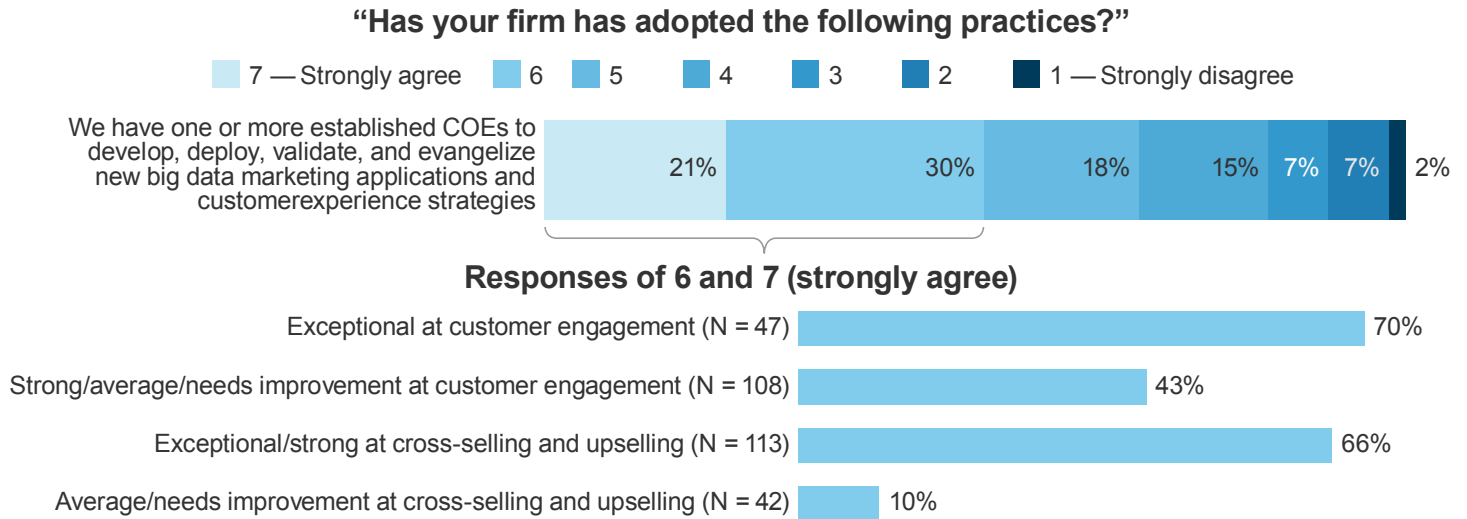 “Has your firm has adopted the following practices?”
7 — Strongly agree 6 5 4 3 2 1 — Strongly disagree
We have one or more established COEs to
develop, deploy, validate, and evangelize
new big data marketing applications and
customerexperience strategies
21% 30% 18% 15% 7% 7% 2%
Responses of 6 and 7 (strongly agree)
Exceptional at customer engagement (N = 47) 70%
Strong/average/needs improvement at customer engagement (N = 108) 43%
Exceptional/strong at cross-selling and upselling (N = 113) 66%
Average/needs improvement at cross-selling and upselling (N = 42) 10%